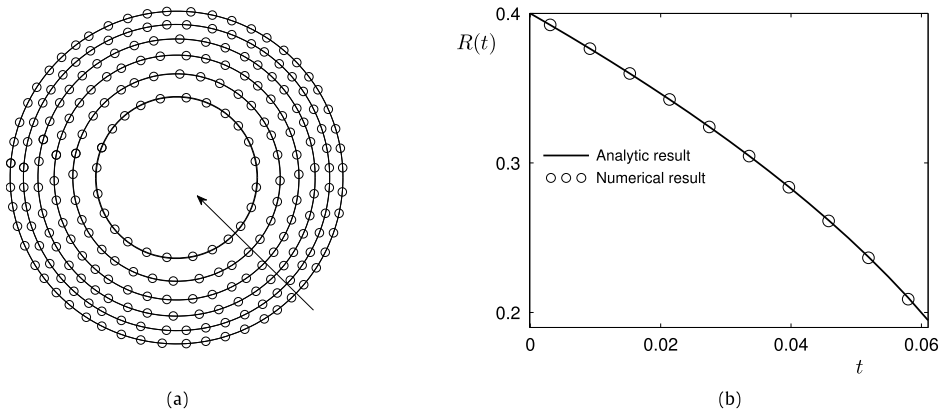 0.4
R(t)
0.3
Analytic result
Numerical result
0.2
0 0.02 0.04 0.06
t
(a) (b)